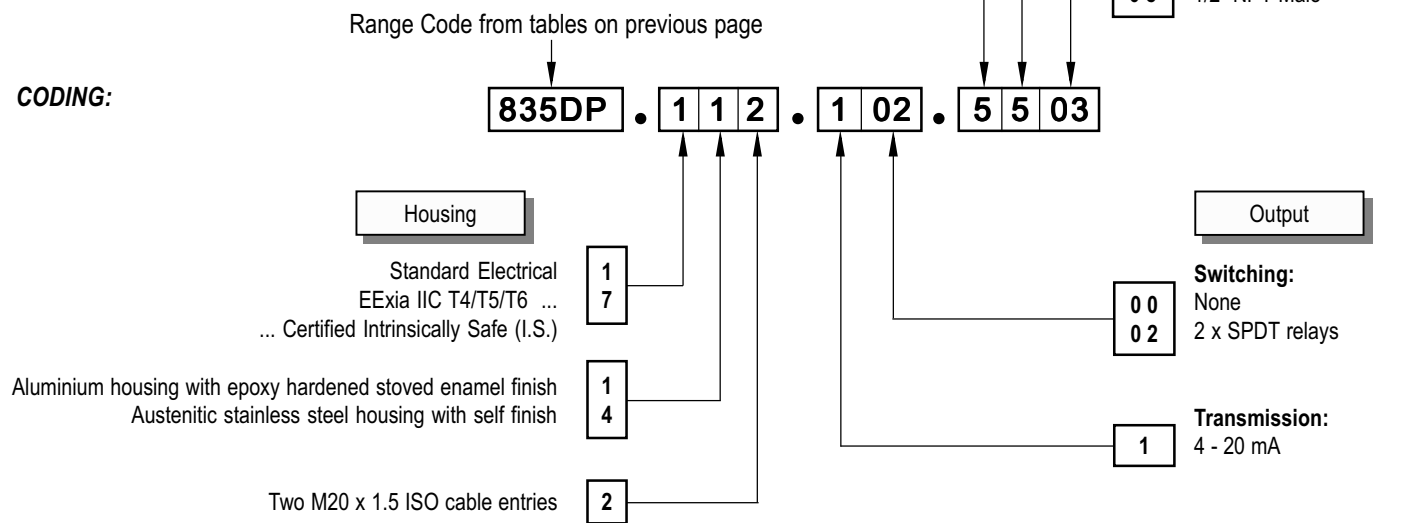 Range Code from tables on previous page
CODING:
835DP . 1 1 2 . 1 02 . 5 5 03
Housing
Standard Electrical 1
EExia IIC T4/T5/T6 ... 7
... Certified Intrinsically Safe (I.S.)
Aluminium housing with epoxy hardened stoved enamel finish 1
Austenitic stainless steel housing with self finish 4
Two M20 x 1.5 ISO cable entries 2
Output
Switching:
0 0 None
0 2 2 x SPDT relays
Transmission:
1 4 - 20 mA